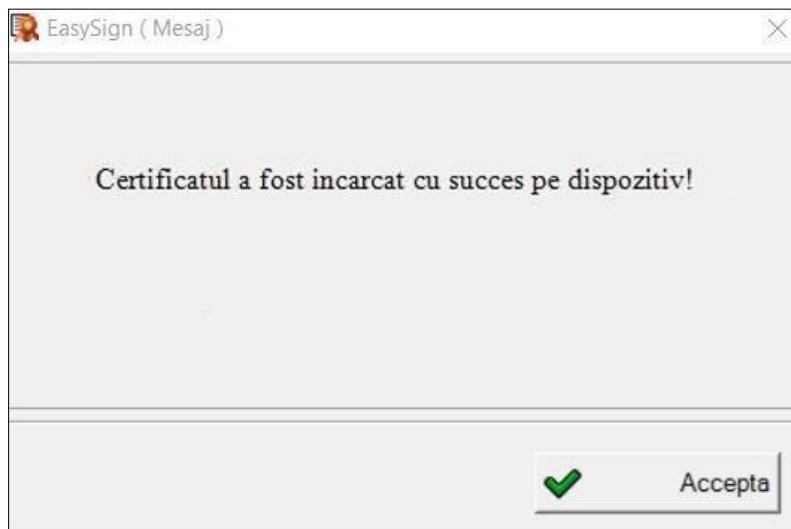 EasySign ( Mesaj )
Certificatul a fost incarcat cu succes pe dispozitiv!
Accepta